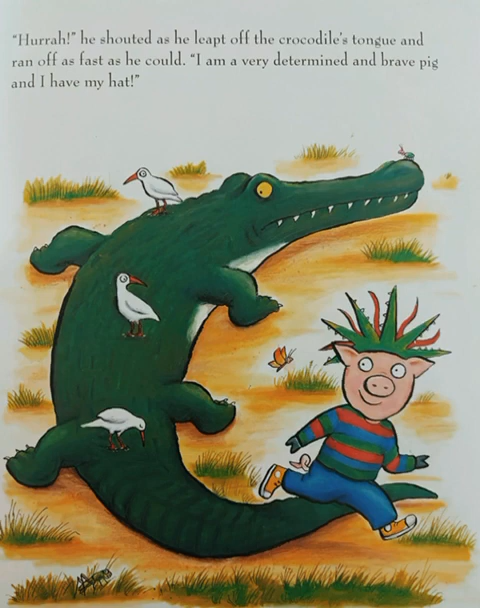 “Hurrah!” he shouted as he leapt off the crocodile’s tongue and
ran off as fast as he could. “I am a very determined and brave pig
and I have my hat!”